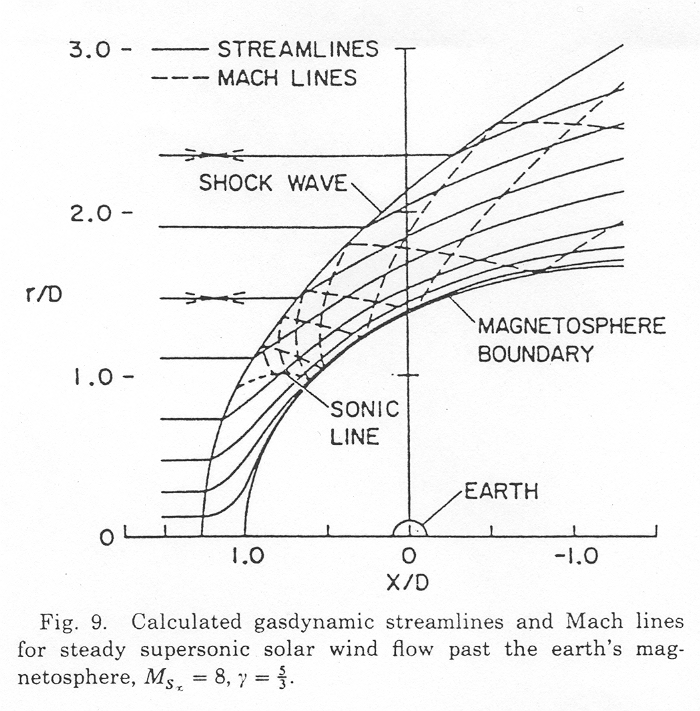 3.0
STREAMLINES
MACH LINES
SHOCK WAVE
2.0
r/D
MAGNETOSPHERE
BOUNDARY
1.0
SONIC
LINE
EARTH
0
1.0 0 -1.0
X/D
Fig. 9. Calculated gasdynamic streamlines and Mach lines
for steady supersonic solar wind flow past the earth's mag-
netosphere, M_{S_∞} = 8, γ = 5/3.